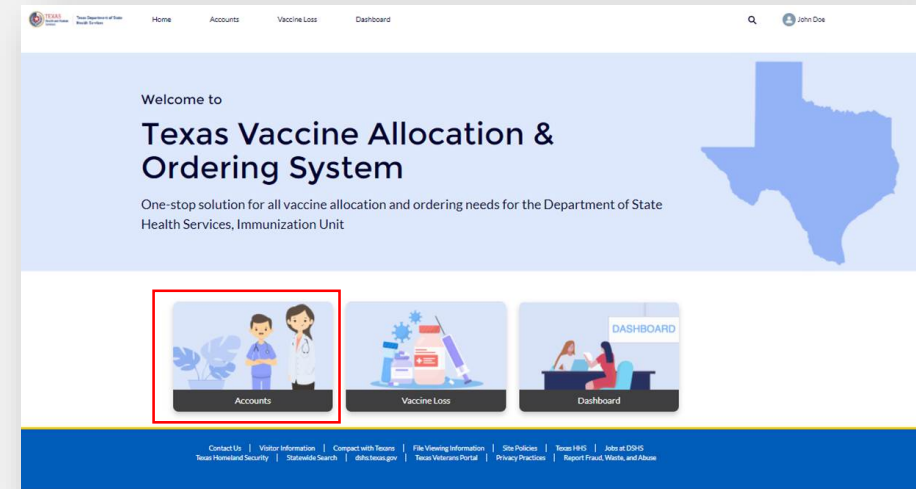 TEXAS
Texas Department of State
Health Services
Home
Accounts
Vaccine Loss
Dashboard
John Doe
Welcome to
Texas Vaccine Allocation &
Ordering System
One-stop solution for all vaccine allocation and ordering needs for the Department of State
Health Services, Immunization Unit
DASHBOARD
Accounts
Vaccine Loss
Dashboard
Contact Us | Visitor Information | Compact with Texans | File Viewing Information | Site Policies | Texas HHS | Jobs at DSHS
Texas Homeland Security | Statewide Search | dshs.texas.gov | Texas Veterans Portal | Privacy Practices | Report Fraud, Waste, and Abuse